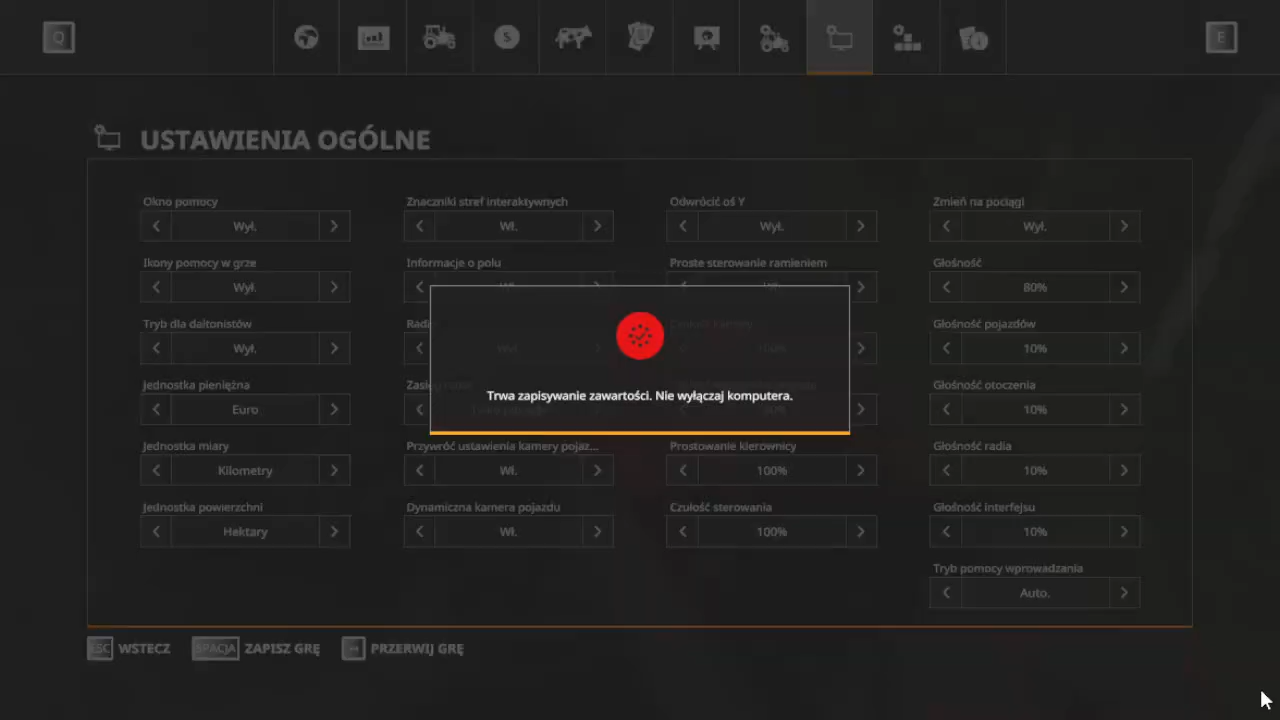 Q
E
USTAWIENIA OGÓLNE
Okno pomocy
Wył.
Ikony pomocy w grze
Wył.
Tryb dla daltonistów
Wył.
Jednostka pieniężna
Euro
Jednostka miary
Kilometry
Jednostka powierzchni
Hektary
Znaczniki stref interaktywnych
Wł.
Informacje o polu
Przywróć ustawienia kamery pojaz...
Wł.
Dynamiczna kamera pojazdu
Wł.
Odwrócić oś Y
Wył.
Proste sterowanie ramieniem
Czułość kamery
100%
Prostowanie kierownicy
100%
Czułość sterowania
100%
Zmień na pociągi
Wył.
Głośność
80%
Głośność pojazdów
10%
Głośność otoczenia
10%
Głośność radia
10%
Głośność interfejsu
10%
Tryb pomocy wprowadzania
Auto.
Trwa zapisywanie zawartości. Nie wyłączaj komputera.
ESC WSTECZ SPACJA ZAPISZ GRĘ PRZERWIJ GRĘ